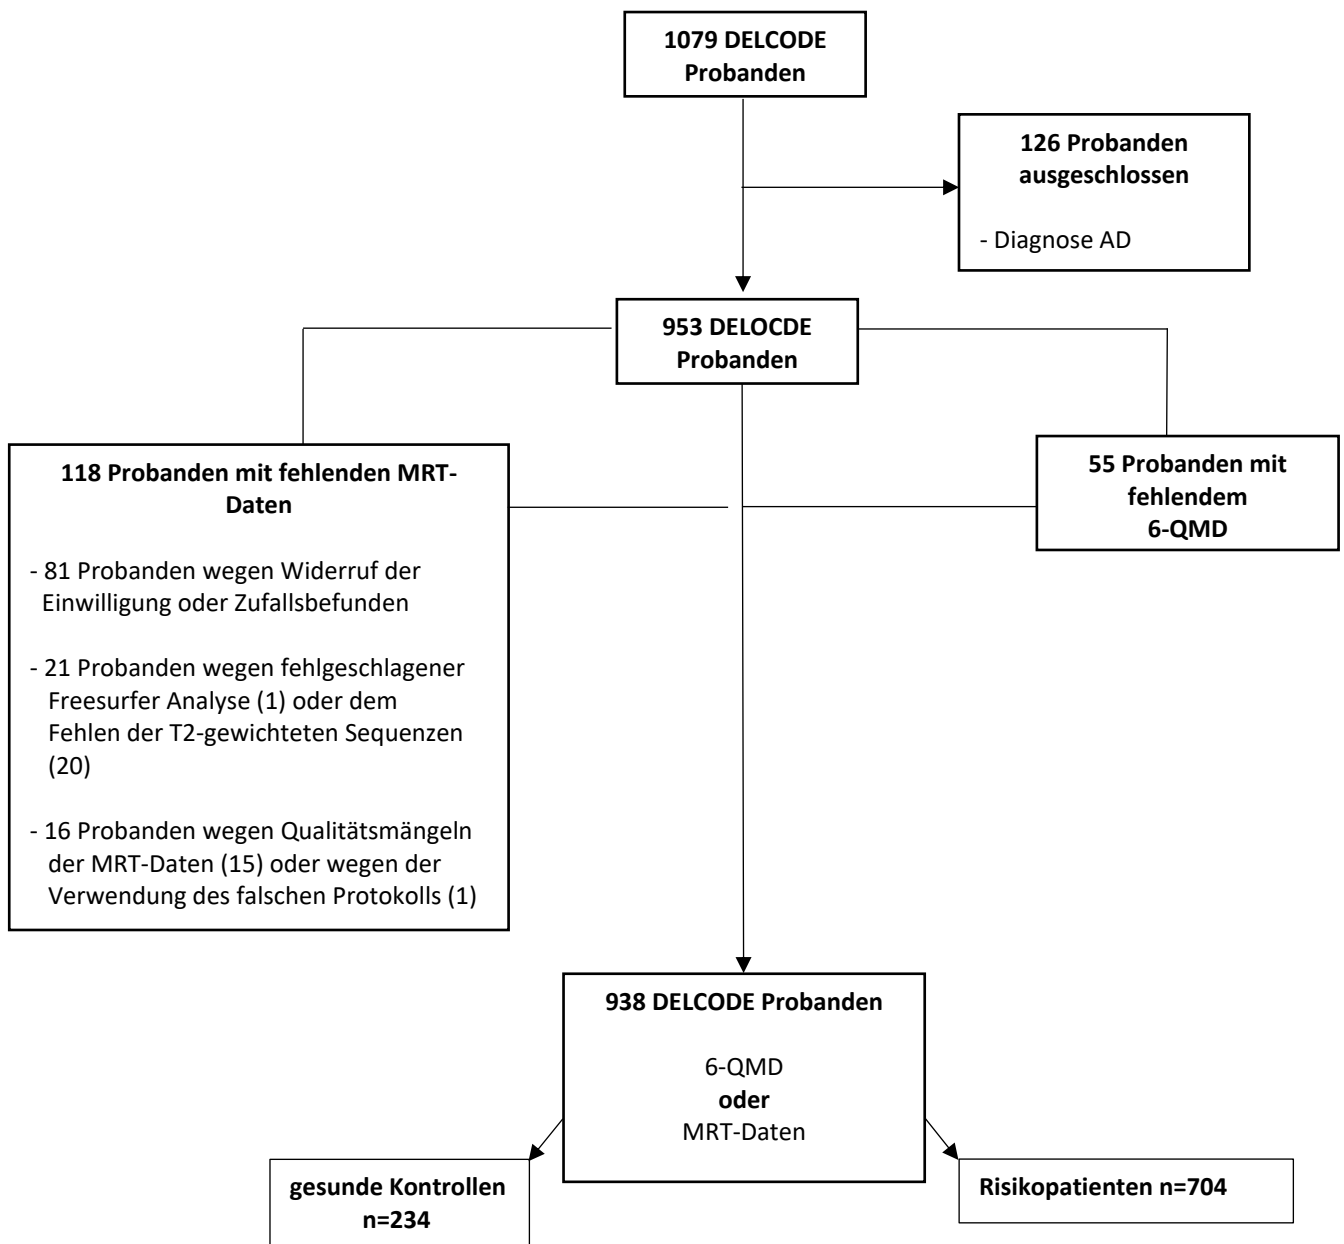 1079 DELCODE
Probanden
126 Probanden
ausgeschlossen
- Diagnose AD
953 DELOCDE
Probanden
118 Probanden mit fehlenden MRT-
Daten
- 81 Probanden wegen Widerruf der
Einwilligung oder Zufallsbefunden
- 21 Probanden wegen fehlgeschlagener
Freesurfer Analyse (1) oder dem
Fehlen der T2-gewichteten Sequenzen
(20)
- 16 Probanden wegen Qualitätsmängeln
der MRT-Daten (15) oder wegen der
Verwendung des falschen Protokolls (1)
55 Probanden mit
fehlendem
6-QMD
938 DELCODE Probanden
6-QMD
oder
MRT-Daten
gesunde Kontrollen
n=234
Risikopatienten n=704